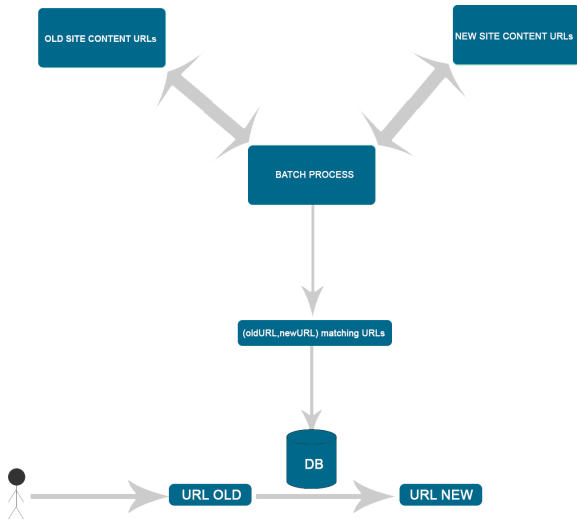 OLD SITE CONTENT URLs
NEW SITE CONTENT URLs
BATCH PROCESS
(oldURL,newURL) matching URLs
DB
URL OLD
URL NEW